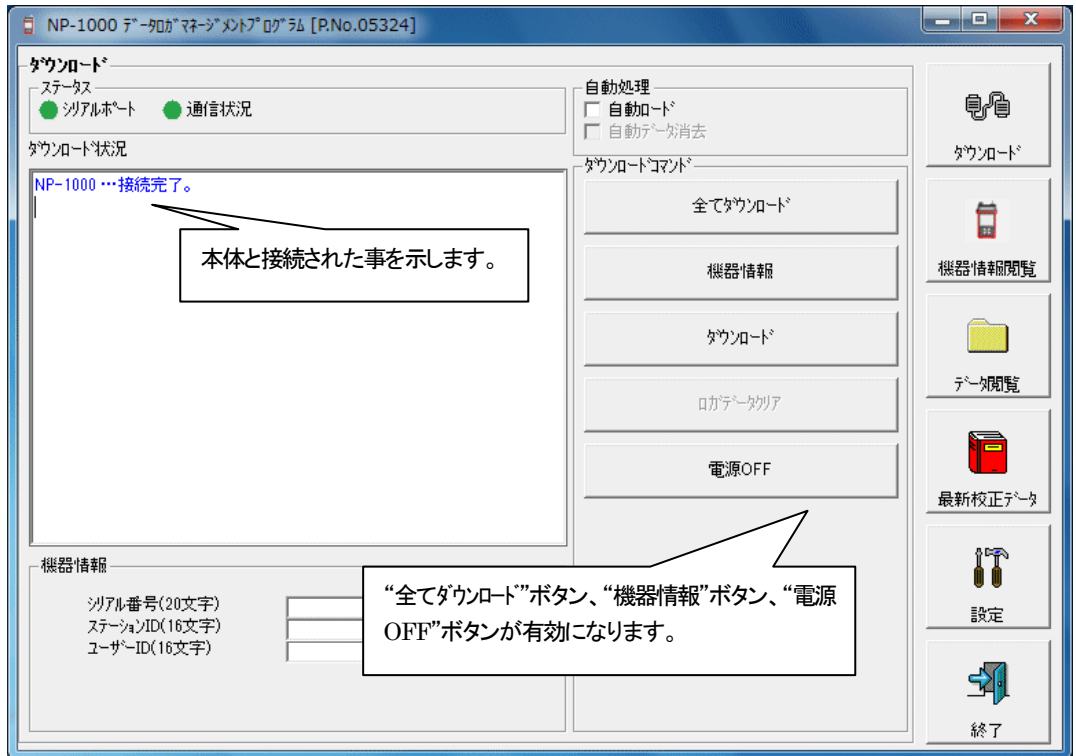 NP-1000 ﾃﾞｰﾀﾛｶﾞﾏﾈｰｼﾞﾒﾝﾄﾌﾟﾛｸﾞﾗﾑ [P.No.05324]
ﾀﾞｳﾝﾛｰﾄﾞ
ｽﾃｰﾀｽ
ｼﾘｱﾙﾎﾟｰﾄ 通信状況
自動処理
自動ﾛｰﾄﾞ
自動ﾃﾞｰﾀ消去
ﾀﾞｳﾝﾛｰﾄﾞ状況
NP-1000 …接続完了。
本体と接続された事を示します。
ﾀﾞｳﾝﾛｰﾄﾞｺﾏﾝﾄﾞ
全てﾀﾞｳﾝﾛｰﾄﾞ
機器情報
ﾀﾞｳﾝﾛｰﾄﾞ
ﾛｶﾞﾃﾞｰﾀｸﾘｱ
電源OFF
“全てﾀﾞｳﾝﾛｰﾄﾞ”ボタン、“機器情報”ボタン、“電源
OFF”ボタンが有効になります。
機器情報
ｼﾘｱﾙ番号(20文字)
ｽﾃｰｼｮﾝID(16文字)
ﾕｰｻﾞｰID(16文字)
ﾀﾞｳﾝﾛｰﾄﾞ
機器情報閲覧
ﾃﾞｰﾀ閲覧
最新校正ﾃﾞｰﾀ
設定
終了